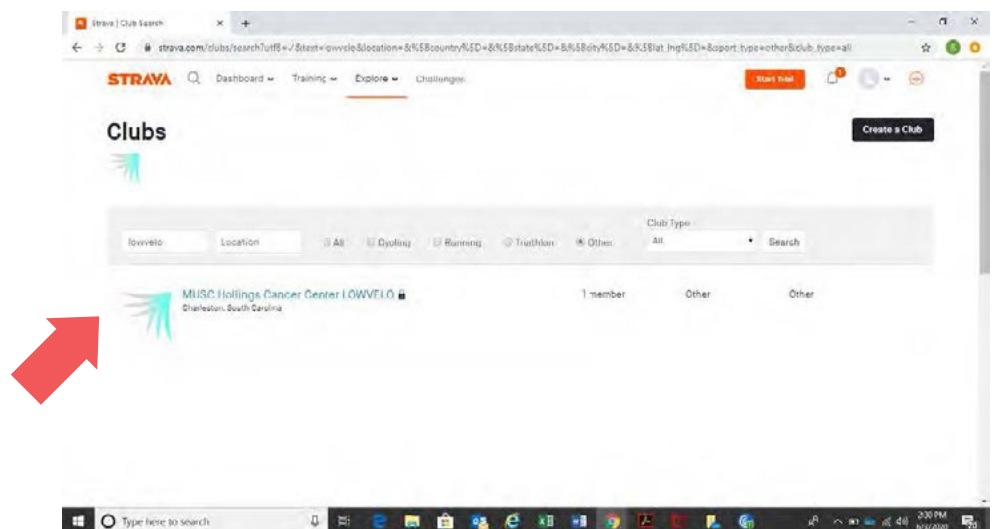 Strava | Club Search
strava.com/clubs/search?utf8=✓&text=lowvelo&location=&%5Bcountry%5D=&%5Bstate%5D=&%5Bcity%5D=&%5Blat_lng%5D=&sport_type=other&club_type=all
STRAVA Dashboard Training Explore Challenges Start Trial
Clubs
Create a Club
Club Type
lowvelo Location All Cycling Running Triathlon Other All Search
MUSC Hollings Cancer Center LOWVELO 1 member Other Other
Charleston, South Carolina
Type here to search
3:30 PM